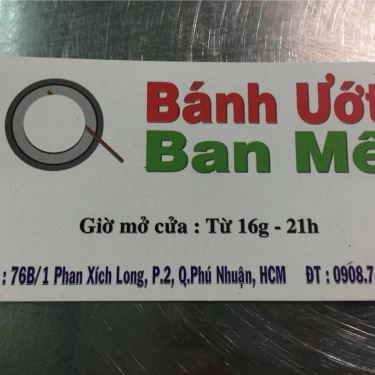 Bánh Ướt
Ban Mê
Giờ mở cửa : Từ 16g - 21h
: 76B/1 Phan Xích Long, P.2, Q.Phú Nhuận, HCM ĐT : 0908.7